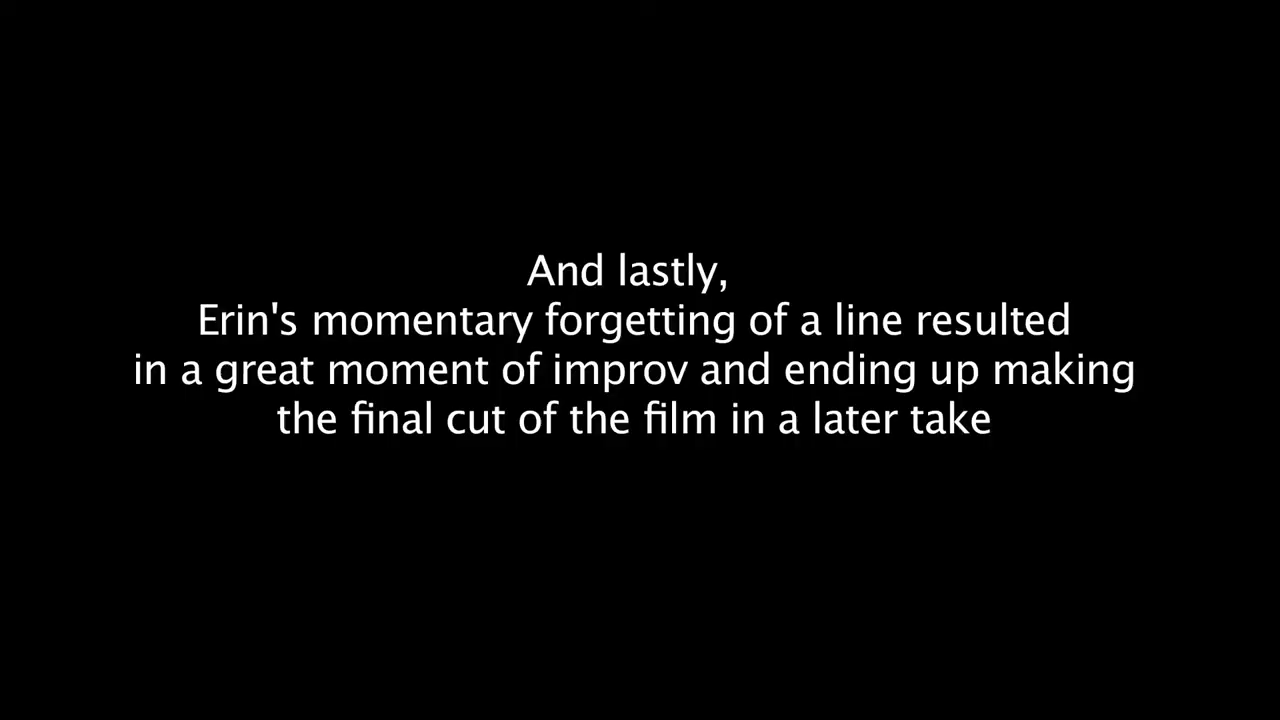 And lastly,
Erin's momentary forgetting of a line resulted
in a great moment of improv and ending up making
the final cut of the film in a later take